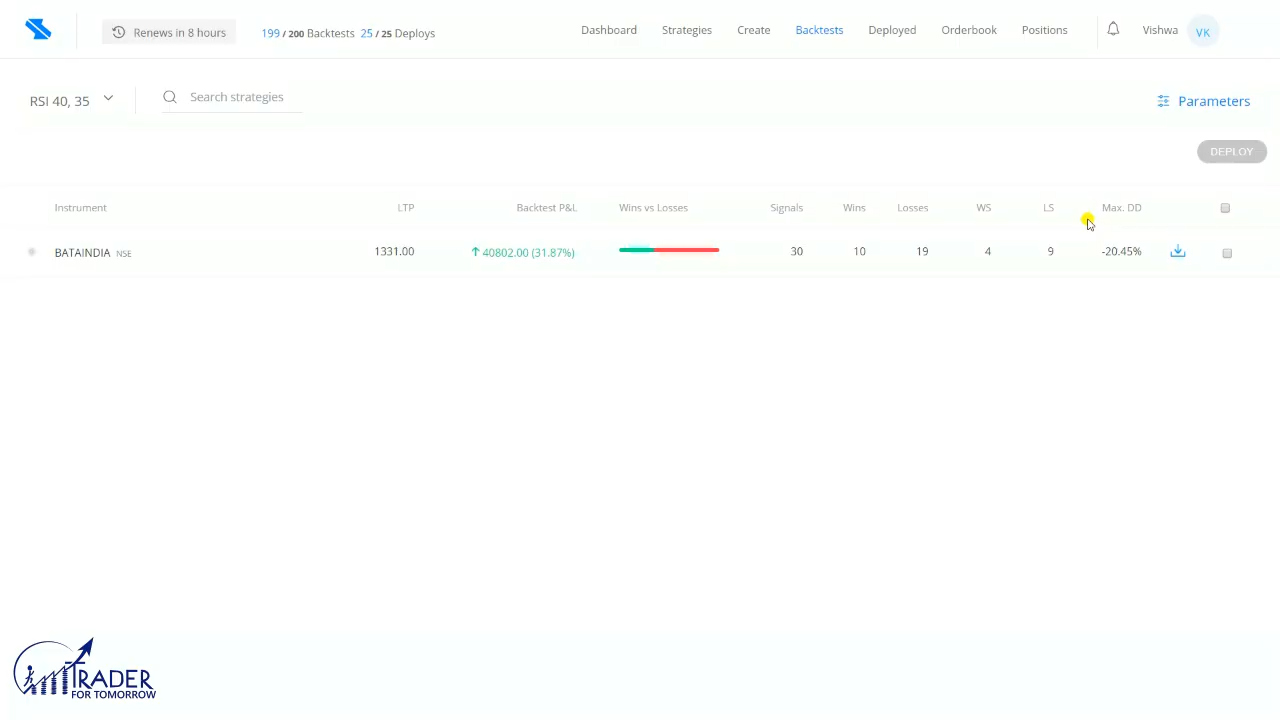 Renews in 8 hours 199 / 200 Backtests 25 / 25 Deploys Dashboard Strategies Create Backtests Deployed Orderbook Positions Vishwa VK
RSI 40, 35 Search strategies Parameters
DEPLOY
Instrument LTP Backtest P&L Wins vs Losses Signals Wins Losses WS LS Max. DD
BATAINDIA NSE 1331.00 40802.00 (31.87%) 30 10 19 4 9 -20.45%
TRADER
FOR TOMORROW